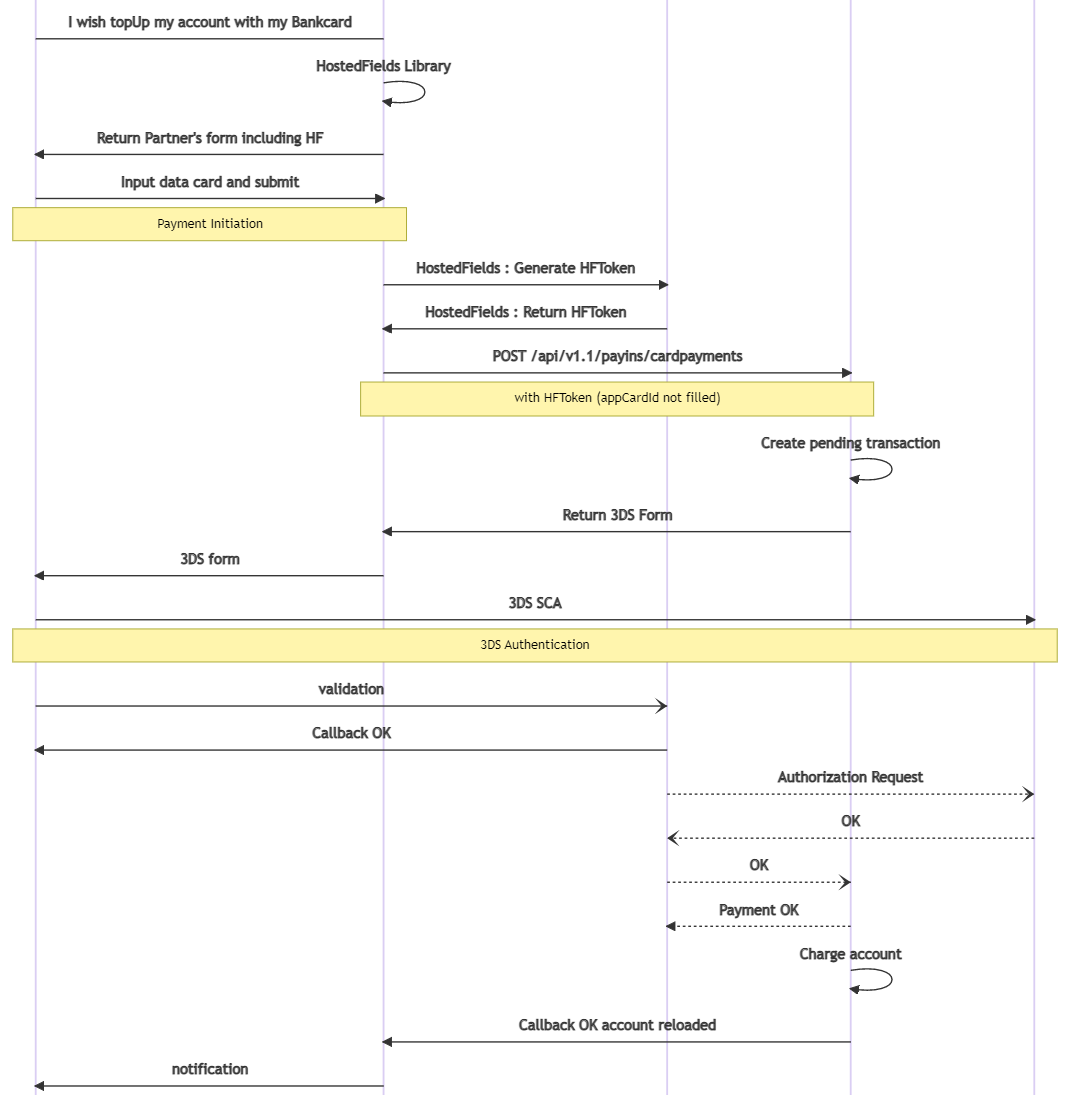 I wish topUp my account with my Bankcard
HostedFields Library
Return Partner's form including HF
Input data card and submit
Payment Initiation
HostedFields : Generate HFToken
HostedFields : Return HFToken
POST /api/v1.1/payins/cardpayments
with HFToken (appCardId not filled)
Create pending transaction
Return 3DS Form
3DS form
3DS SCA
3DS Authentication
validation
Callback OK
Authorization Request
OK
OK
Payment OK
Charge account
Callback OK account reloaded
notification